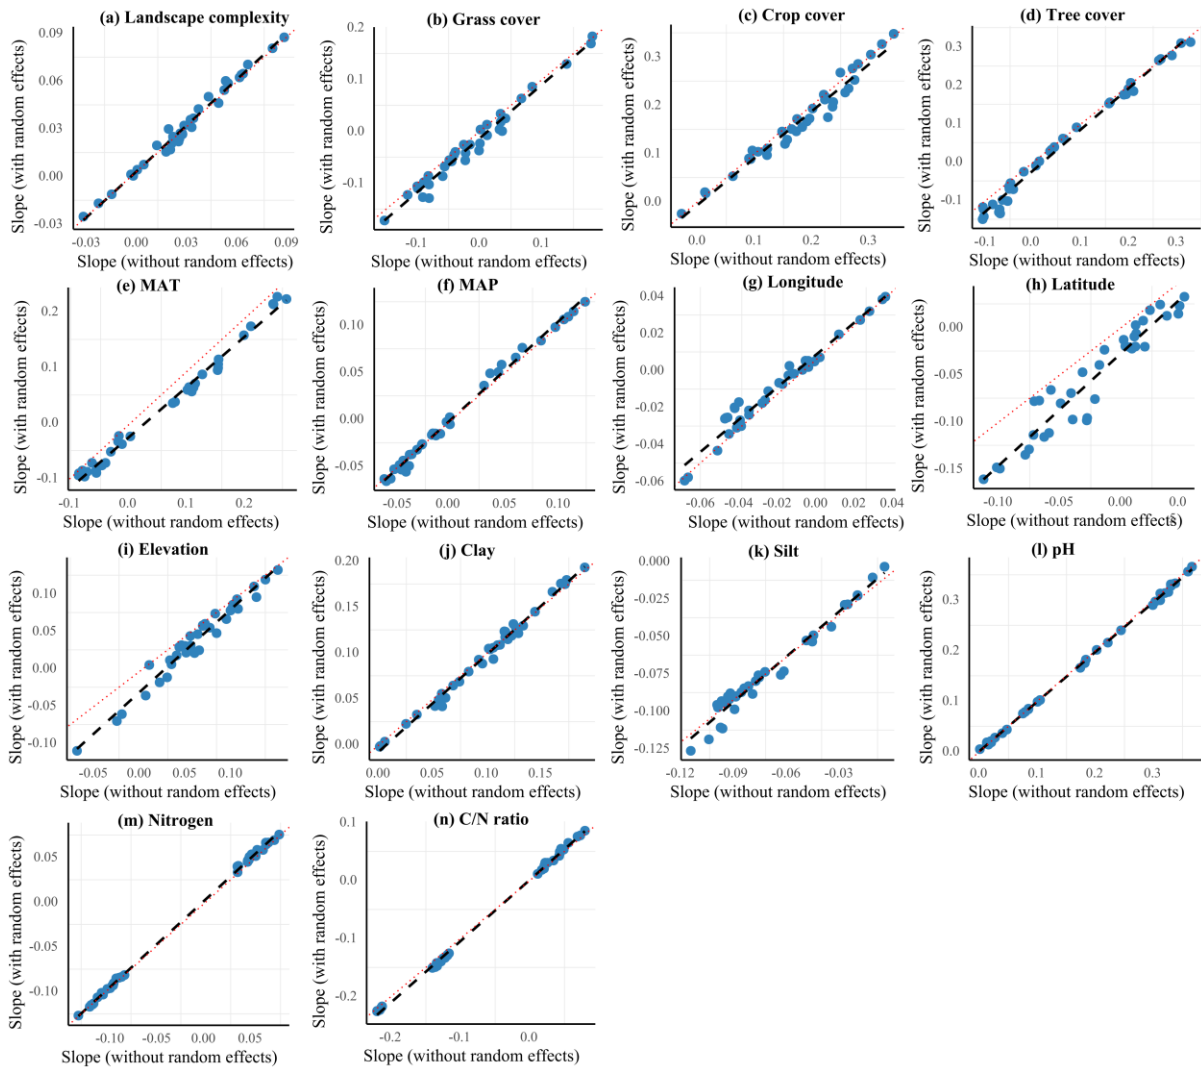 (a) Landscape complexity
Slope (with random effects)
0.09
0.06
0.03
0.00
-0.03
-0.03 0.00 0.03 0.06 0.09
Slope (without random effects)
(b) Grass cover
Slope (with random effects)
0.2
0.1
0.0
-0.1
-0.1 0.0 0.1
Slope (without random effects)
(c) Crop cover
Slope (with random effects)
0.3
0.2
0.1
0.0
0.0 0.1 0.2 0.3
Slope (without random effects)
(d) Tree cover
Slope (with random effects)
0.3
0.2
0.1
0.0
-0.1
-0.1 0.0 0.1 0.2 0.3
Slope (without random effects)
(e) MAT
Slope (with random effects)
0.2
0.1
0.0
-0.1
-0.1 0.0 0.1 0.2
Slope (without random effects)
(f) MAP
Slope (with random effects)
0.10
0.05
0.00
-0.05
-0.05 0.00 0.05 0.10
Slope (without random effects)
(g) Longitude
Slope (with random effects)
0.04
0.02
0.00
-0.02
-0.04
-0.06
-0.06 -0.04 -0.02 0.00 0.02 0.04
Slope (without random effects)
(h) Latitude
Slope (with random effects)
0.00
-0.05
-0.10
-0.15
-0.10 -0.05 0.00 0.0
Slope (without random effects)
(i) Elevation
Slope (with random effects)
0.10
0.05
0.00
-0.05
-0.10
-0.05 0.00 0.05 0.10
Slope (without random effects)
(j) Clay
Slope (with random effects)
0.20
0.15
0.10
0.05
0.00
0.00 0.05 0.10 0.15
Slope (without random effects)
(k) Silt
Slope (with random effects)
0.000
-0.025
-0.050
-0.075
-0.100
-0.125
-0.12 -0.09 -0.06 -0.03
Slope (without random effects)
(l) pH
Slope (with random effects)
0.3
0.2
0.1
0.0
0.0 0.1 0.2 0.3
Slope (without random effects)
(m) Nitrogen
Slope (with random effects)
0.05
0.00
-0.05
-0.10
-0.10 -0.05 0.00 0.05
Slope (without random effects)
(n) C/N ratio
Slope (with random effects)
0.1
0.0
-0.1
-0.2
-0.2 -0.1 0.0
Slope (without random effects)